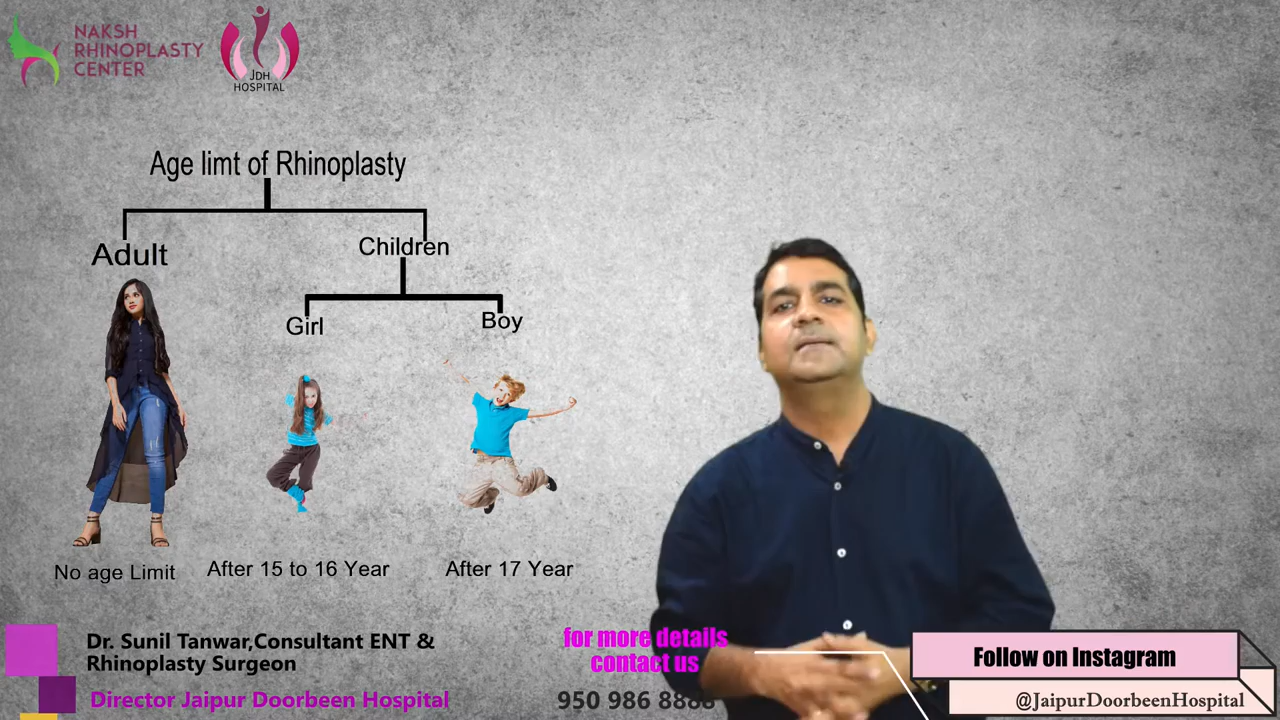 NAKSH
RHINOPLASTY
CENTER
JDH
HOSPITAL
Age limt of Rhinoplasty
Adult
Children
Girl
Boy
No age Limit
After 15 to 16 Year
After 17 Year
Dr. Sunil Tanwar,Consultant ENT &
Rhinoplasty Surgeon
Director Jaipur Doorbeen Hospital
for more details
contact us
950 986 888
Follow on Instagram
@JaipurDoorbeenHospital